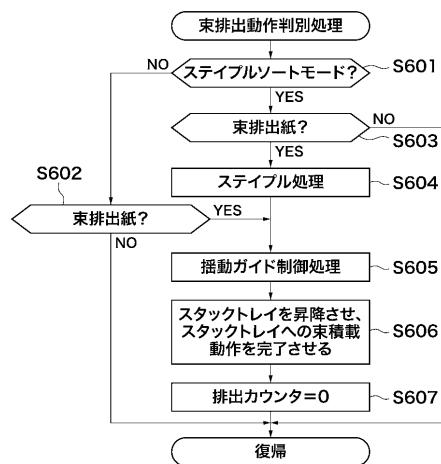 束排出動作判別処理
NO
ステイプルソートモード?
S601
YES
束排出紙?
NO
S603
YES
S602
ステイプル処理
S604
束排出紙?
YES
NO
揺動ガイド制御処理
S605
スタックトレイを昇降させ、
スタックトレイへの束積載
動作を完了させる
S606
排出カウンタ=0
S607
復帰